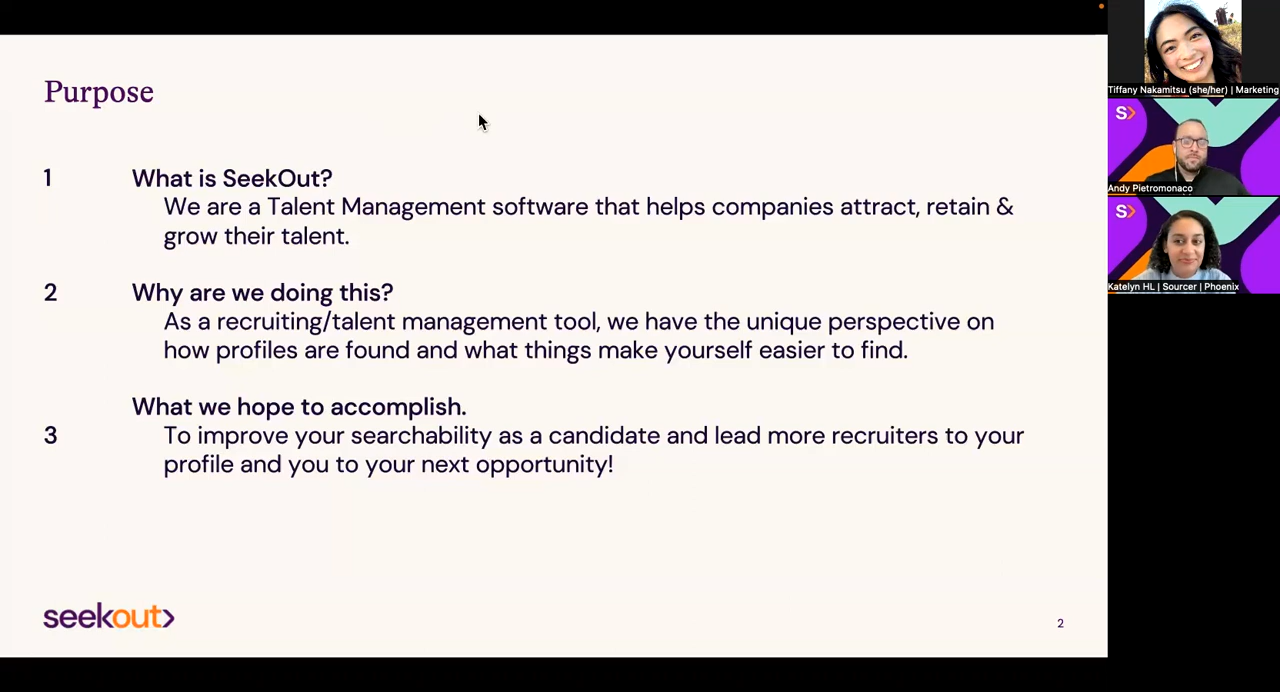 Purpose
1
What is SeekOut?
We are a Talent Management software that helps companies attract, retain &
grow their talent.
2
Why are we doing this?
As a recruiting/talent management tool, we have the unique perspective on
how profiles are found and what things make yourself easier to find.
What we hope to accomplish.
3
To improve your searchability as a candidate and lead more recruiters to your
profile and you to your next opportunity!
seekout>
2
Tiffany Nakamitsu (she/her) | Marketing
S>
Andy Pietromonaco
S>
Katelyn HL | Sourcer | Phoenix